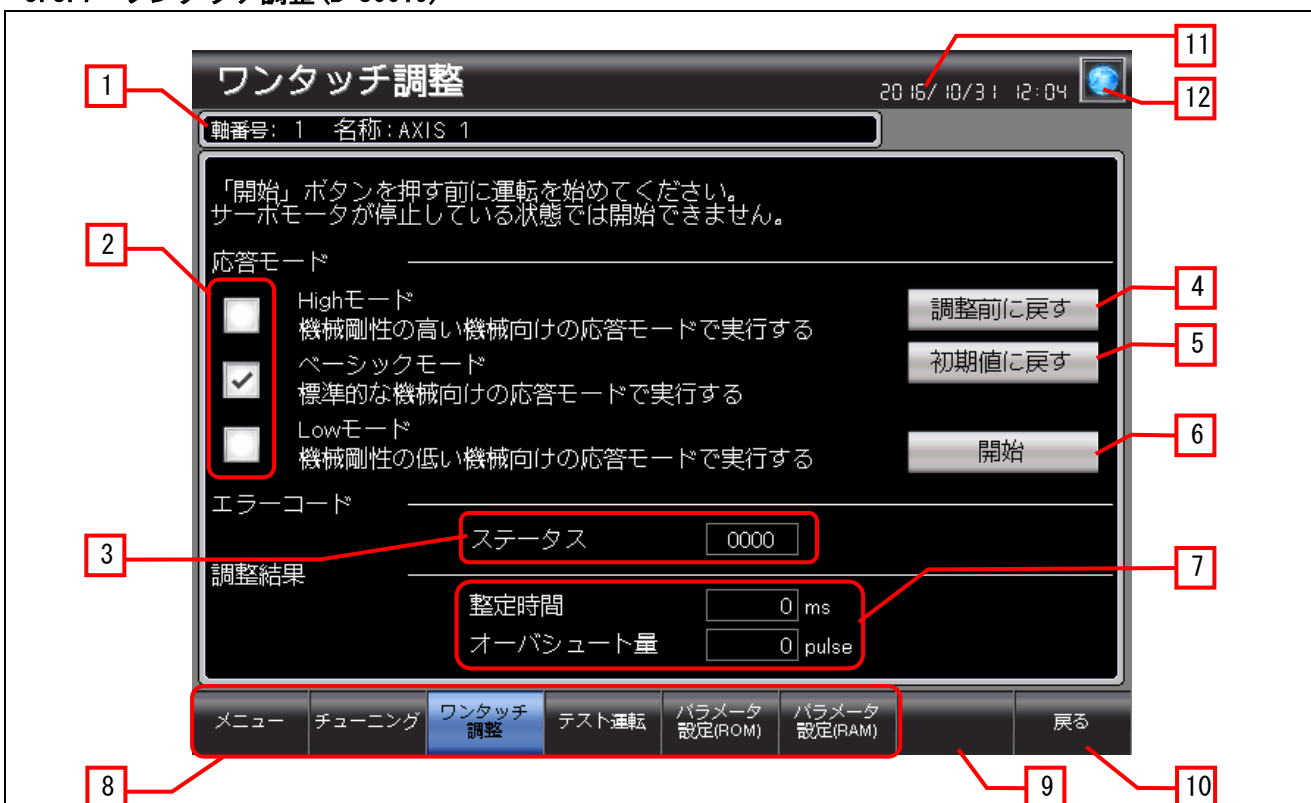 ワンタッチ調整
2016/10/31 12:04
軸番号: 1 名称:AXIS 1
「開始」ボタンを押す前に運転を始めてください。
サーボモータが停止している状態では開始できません。
応答モード
Highモード
機械剛性の高い機械向けの応答モードで実行する
ベーシックモード
標準的な機械向けの応答モードで実行する
Lowモード
機械剛性の低い機械向けの応答モードで実行する
調整前に戻す
初期値に戻す
開始
エラーコード
ステータス 0000
調整結果
整定時間 0 ms
オーバシュート量 0 pulse
メニュー
チューニング
ワンタッチ
調整
テスト運転
パラメータ
設定(ROM)
パラメータ
設定(RAM)
戻る
1
2
3
4
5
6
7
8
9
10
11
12